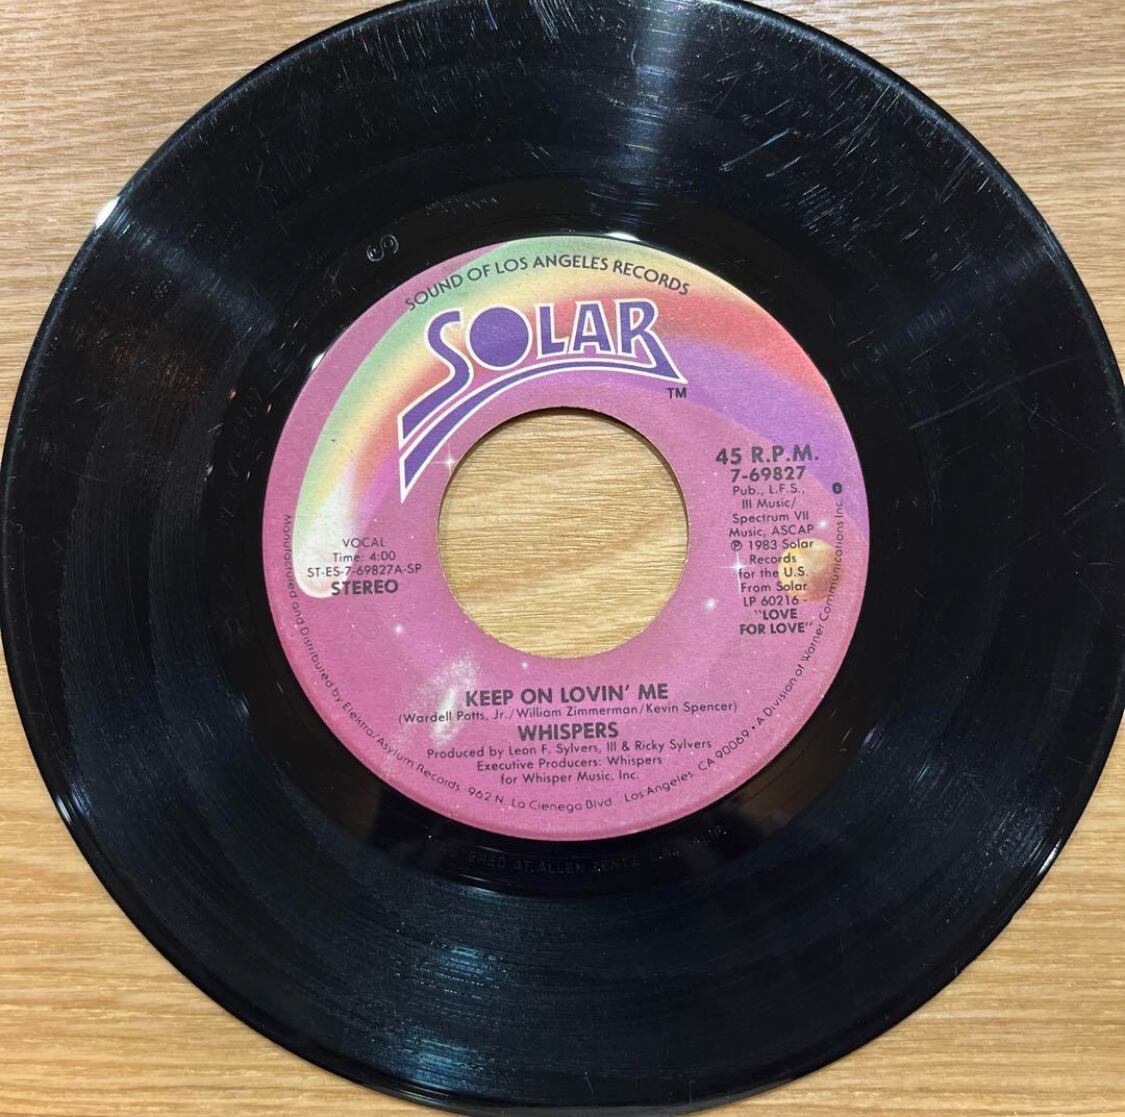 SOUND OF LOS ANGELES RECORDS
SOLAR
TM
45 R.P.M.
7-69827
Pub., L.F.S.,
III Music/
Spectrum VII
Music, ASCAP
℗ 1983 Solar
Records
for the U.S.
From Solar
LP 60216 -
"LOVE
FOR LOVE"
VOCAL
Time: 4:00
ST-ES-7-69827A-SP
STEREO
KEEP ON LOVIN' ME
(Wardell Potts, Jr./William Zimmerman/Kevin Spencer)
WHISPERS
Produced by Leon F. Sylvers, III & Ricky Sylvers
Executive Producers: Whispers
for Whisper Music, Inc.
Manufactured and Distributed by Elektra/Asylum Records 962 N. La Cienega Blvd Los Angeles, CA 90069 • A Division of Warner Communications Inc.
AT ALLEN ZENTZ